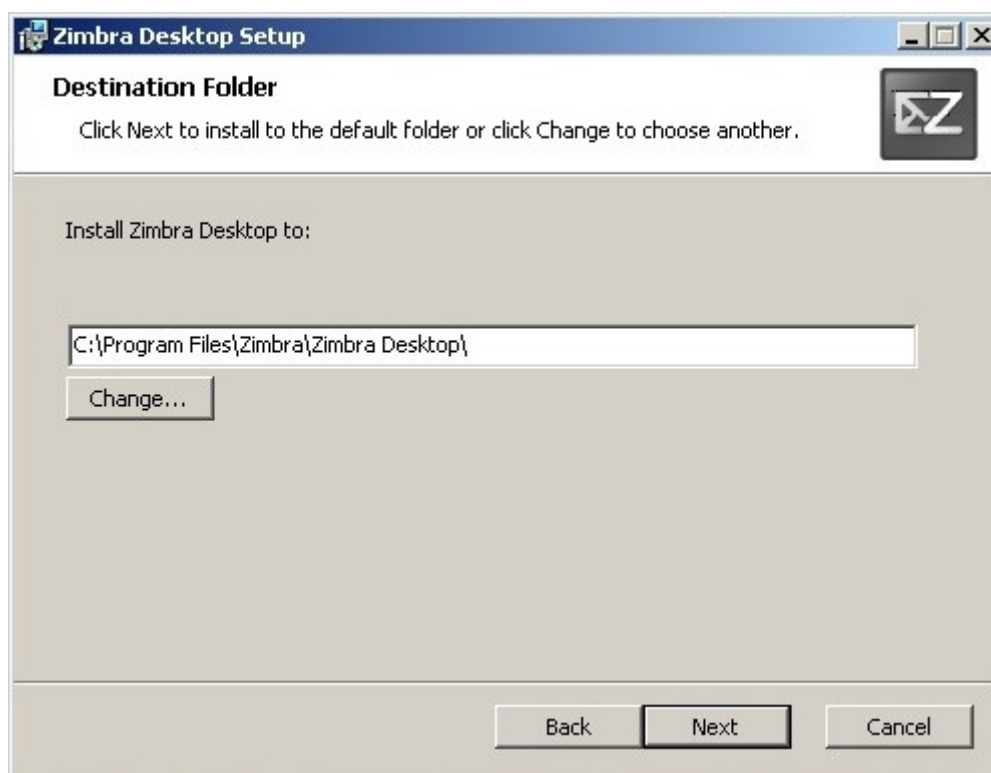 Zimbra Desktop Setup
Destination Folder
Click Next to install to the default folder or click Change to choose another.
Install Zimbra Desktop to:
C:\Program Files\Zimbra\Zimbra Desktop\
Change...
Back Next Cancel